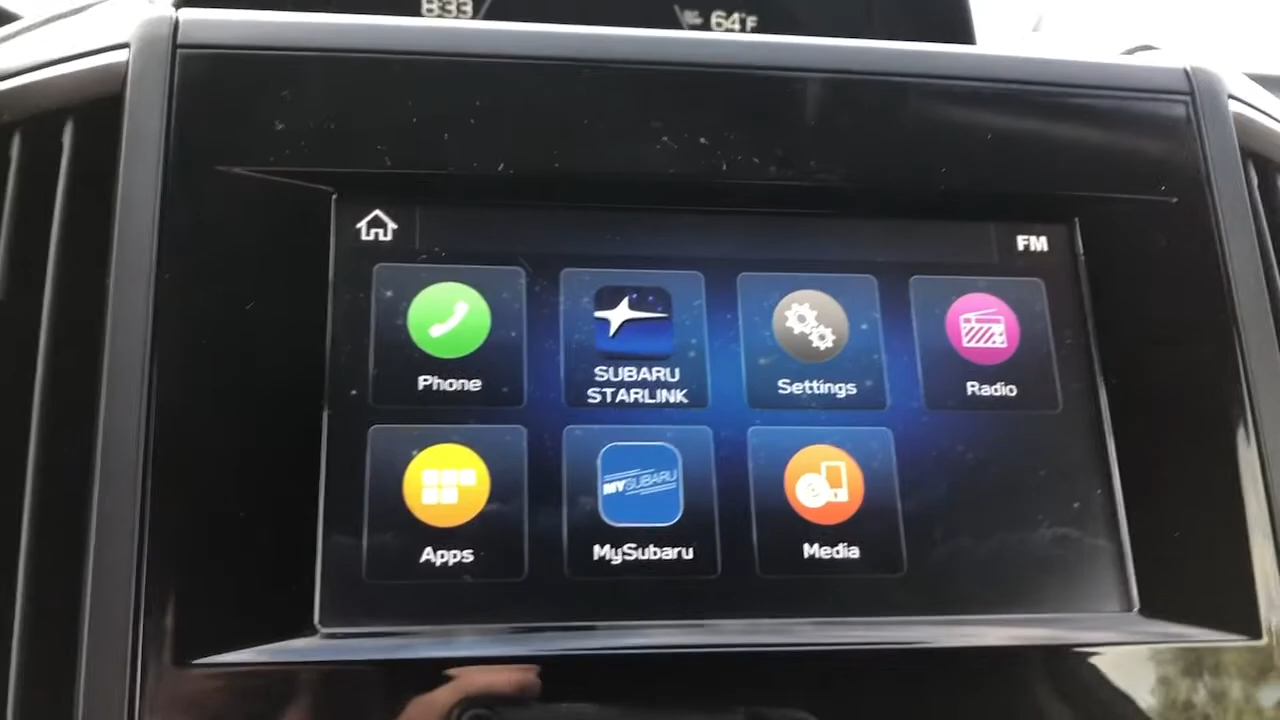 8:33
64°F
FM
Phone
SUBARU
STARLINK
Settings
Radio
Apps
MYSUBARU
MySubaru
Media